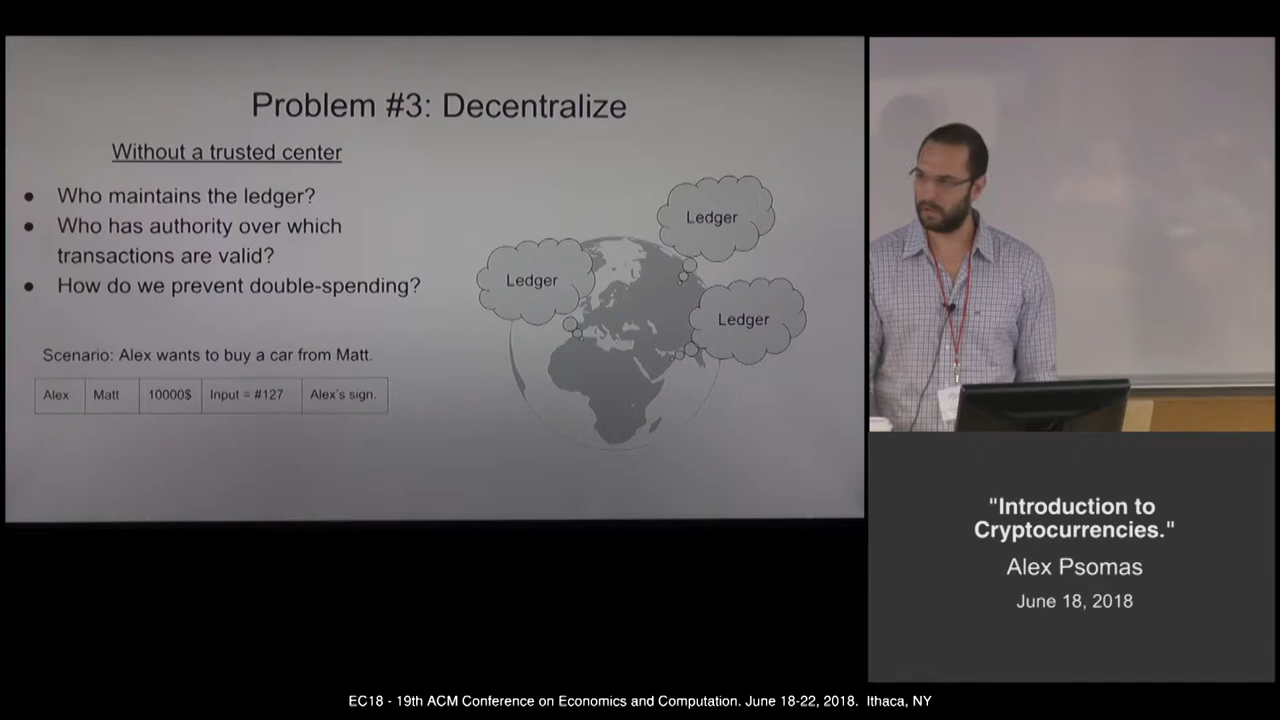 Problem #3: Decentralize
Without a trusted center
● Who maintains the ledger?
● Who has authority over which
transactions are valid?
● How do we prevent double-spending?
Scenario: Alex wants to buy a car from Matt.
Alex Matt 10000$ Input = #127 Alex's sign.
Ledger
Ledger
Ledger
"Introduction to
Cryptocurrencies."
Alex Psomas
June 18, 2018
EC18 - 19th ACM Conference on Economics and Computation. June 18-22, 2018. Ithaca, NY